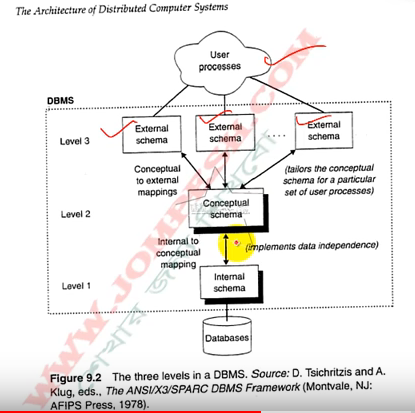 The Architecture of Distributed Computer Systems
User
processes
DBMS
Level 3
External
schema
External
schema
. . . .
External
schema
Conceptual
to external
mappings
(tailors the conceptual
schema for a particular
set of user processes)
Level 2
Conceptual
schema
Internal to
conceptual
mapping
(implements data independence)
Level 1
Internal
schema
Databases
Figure 9.2 The three levels in a DBMS. Source: D. Tsichritzis and A.
Klug, eds., The ANSI/X3/SPARC DBMS Framework (Montvale, NJ:
AFIPS Press, 1978).